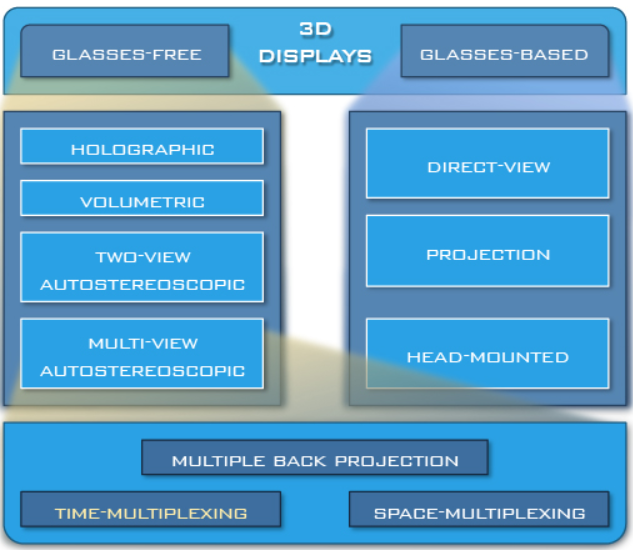 3D
DISPLAYS
GLASSES-FREE
GLASSES-BASED
HOLOGRAPHIC
VOLUMETRIC
TWO-VIEW
AUTOSTEREOSCOPIC
MULTI-VIEW
AUTOSTEREOSCOPIC
DIRECT-VIEW
PROJECTION
HEAD-MOUNTED
MULTIPLE BACK PROJECTION
TIME-MULTIPLEXING
SPACE-MULTIPLEXING